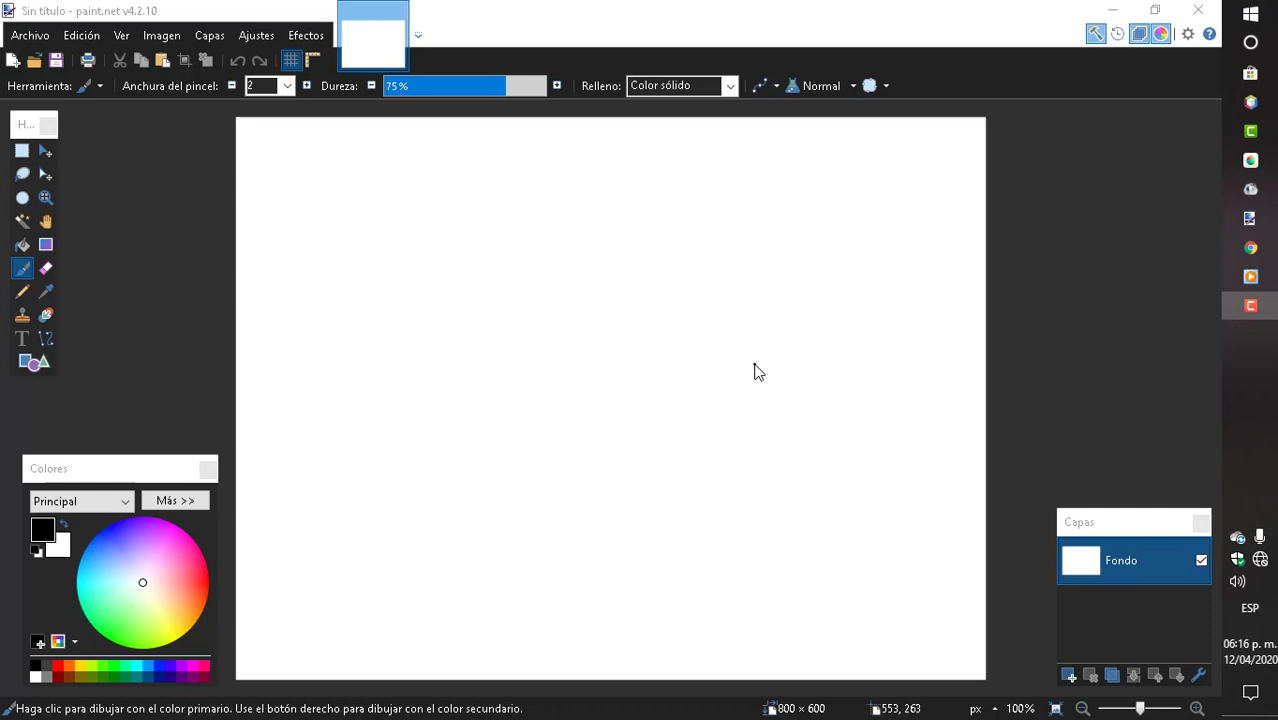 Sin título - paint.net v4.2.10
Archivo Edición Ver Imagen Capas Ajustes Efectos
Herramienta: Anchura del pincel: 2 Dureza: 75% Relleno: Color sólido Normal
H...
T
Colores
Principal Más >>
Capas
Fondo
ESP
06:16 p. m.
12/04/2020
Haga clic para dibujar con el color primario. Use el botón derecho para dibujar con el color secundario. 800 × 600 553, 263 px 100%